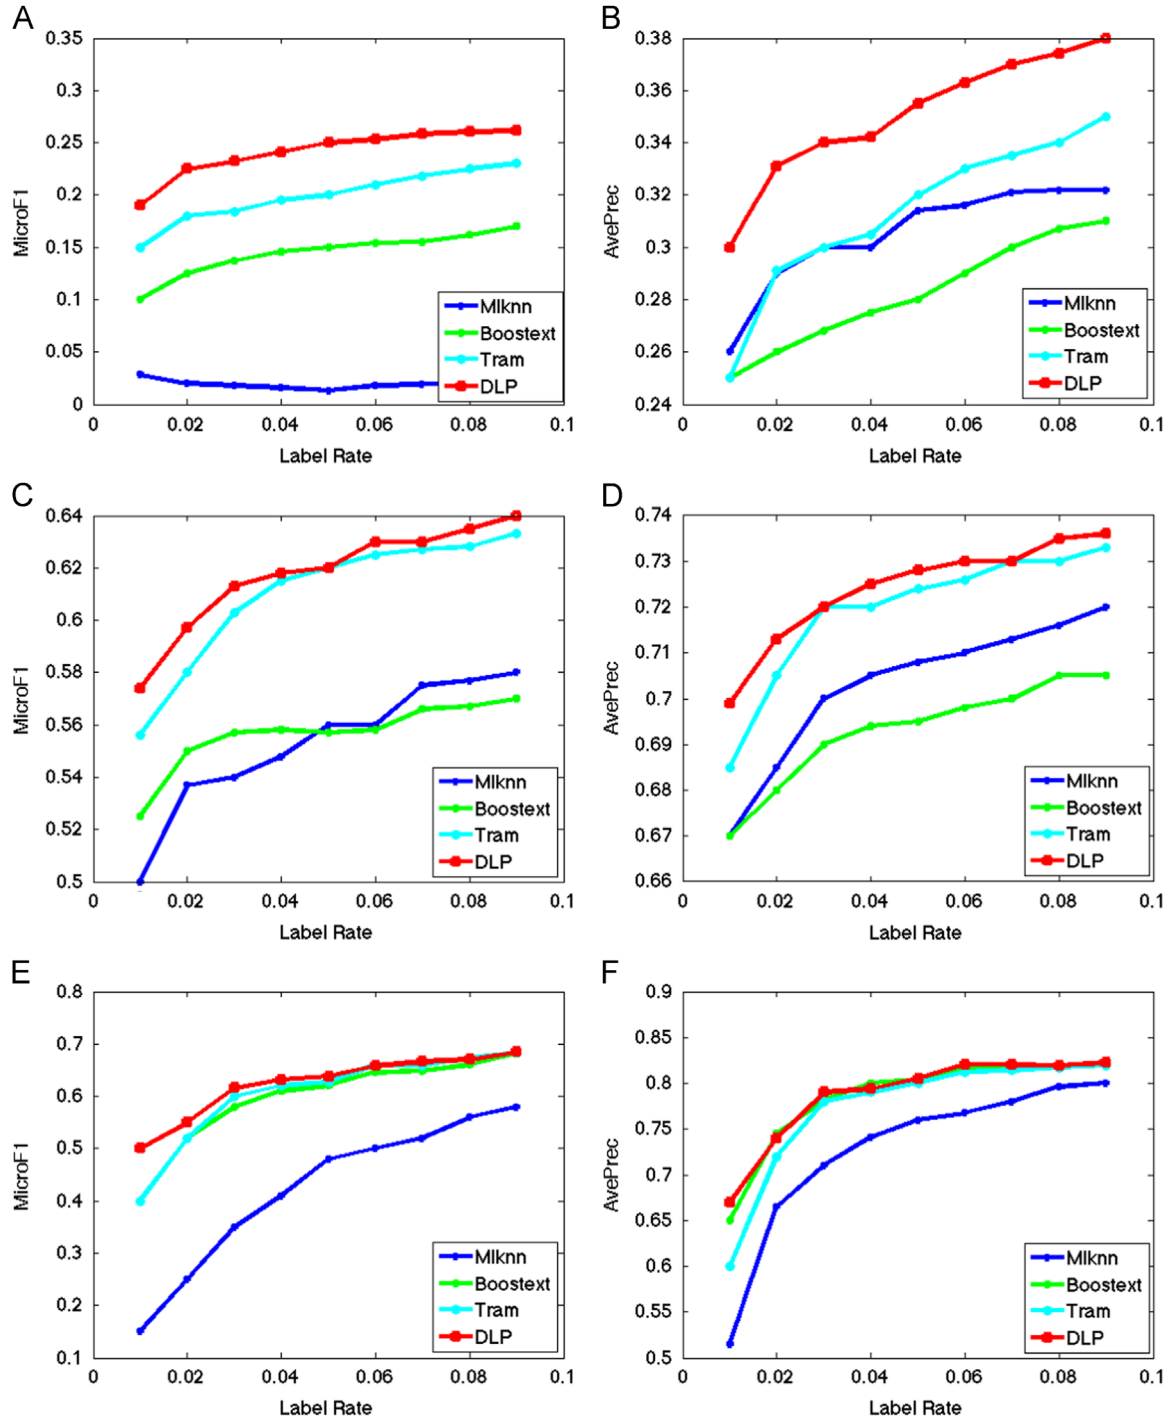 A
0.35
0.3
0.25
0.2
0.15
0.1
0.05
0
MicroF1
0 0.02 0.04 0.06 0.08 0.1
Label Rate
Mlknn
Boostext
Tram
DLP
B
0.38
0.36
0.34
0.32
0.3
0.28
0.26
0.24
AvePrec
0 0.02 0.04 0.06 0.08 0.1
Label Rate
Mlknn
Boostext
Tram
DLP
C
0.64
0.62
0.6
0.58
0.56
0.54
0.52
0.5
MicroF1
0 0.02 0.04 0.06 0.08 0.1
Label Rate
Mlknn
Boostext
Tram
DLP
D
0.74
0.73
0.72
0.71
0.7
0.69
0.68
0.67
0.66
AvePrec
0 0.02 0.04 0.06 0.08 0.1
Label Rate
Mlknn
Boostext
Tram
DLP
E
0.8
0.7
0.6
0.5
0.4
0.3
0.2
0.1
MicroF1
0 0.02 0.04 0.06 0.08 0.1
Label Rate
Mlknn
Boostext
Tram
DLP
F
0.9
0.85
0.8
0.75
0.7
0.65
0.6
0.55
0.5
AvePrec
0 0.02 0.04 0.06 0.08 0.1
Label Rate
Mlknn
Boostext
Tram
DLP